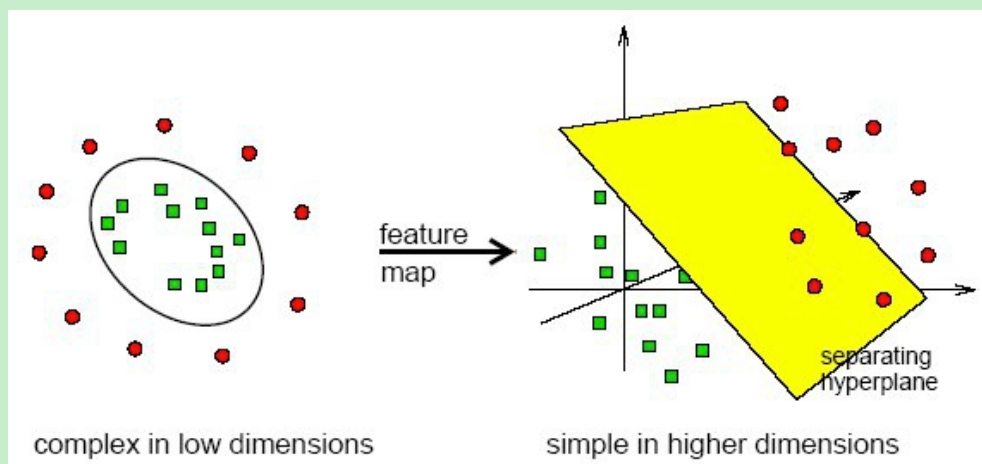 feature
map
separating
hyperplane
complex in low dimensions
simple in higher dimensions